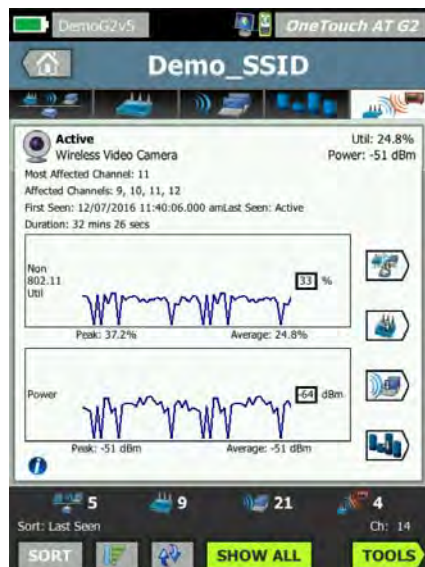 DemoG2v5 OneTouch AT G2
Demo_SSID
Active Util: 24.8%
Wireless Video Camera Power: -51 dBm
Most Affected Channel: 11
Affected Channels: 9, 10, 11, 12
First Seen: 12/07/2016 11:40:06.000 amLast Seen: Active
Duration: 32 mins 26 secs
Non
802.11
Util
33 %
Peak: 37.2% Average: 24.8%
Power -64 dBm
Peak: -51 dBm Average: -51 dBm
5 9 21 4
Sort: Last Seen Ch: 14
SORT SHOW ALL TOOLS